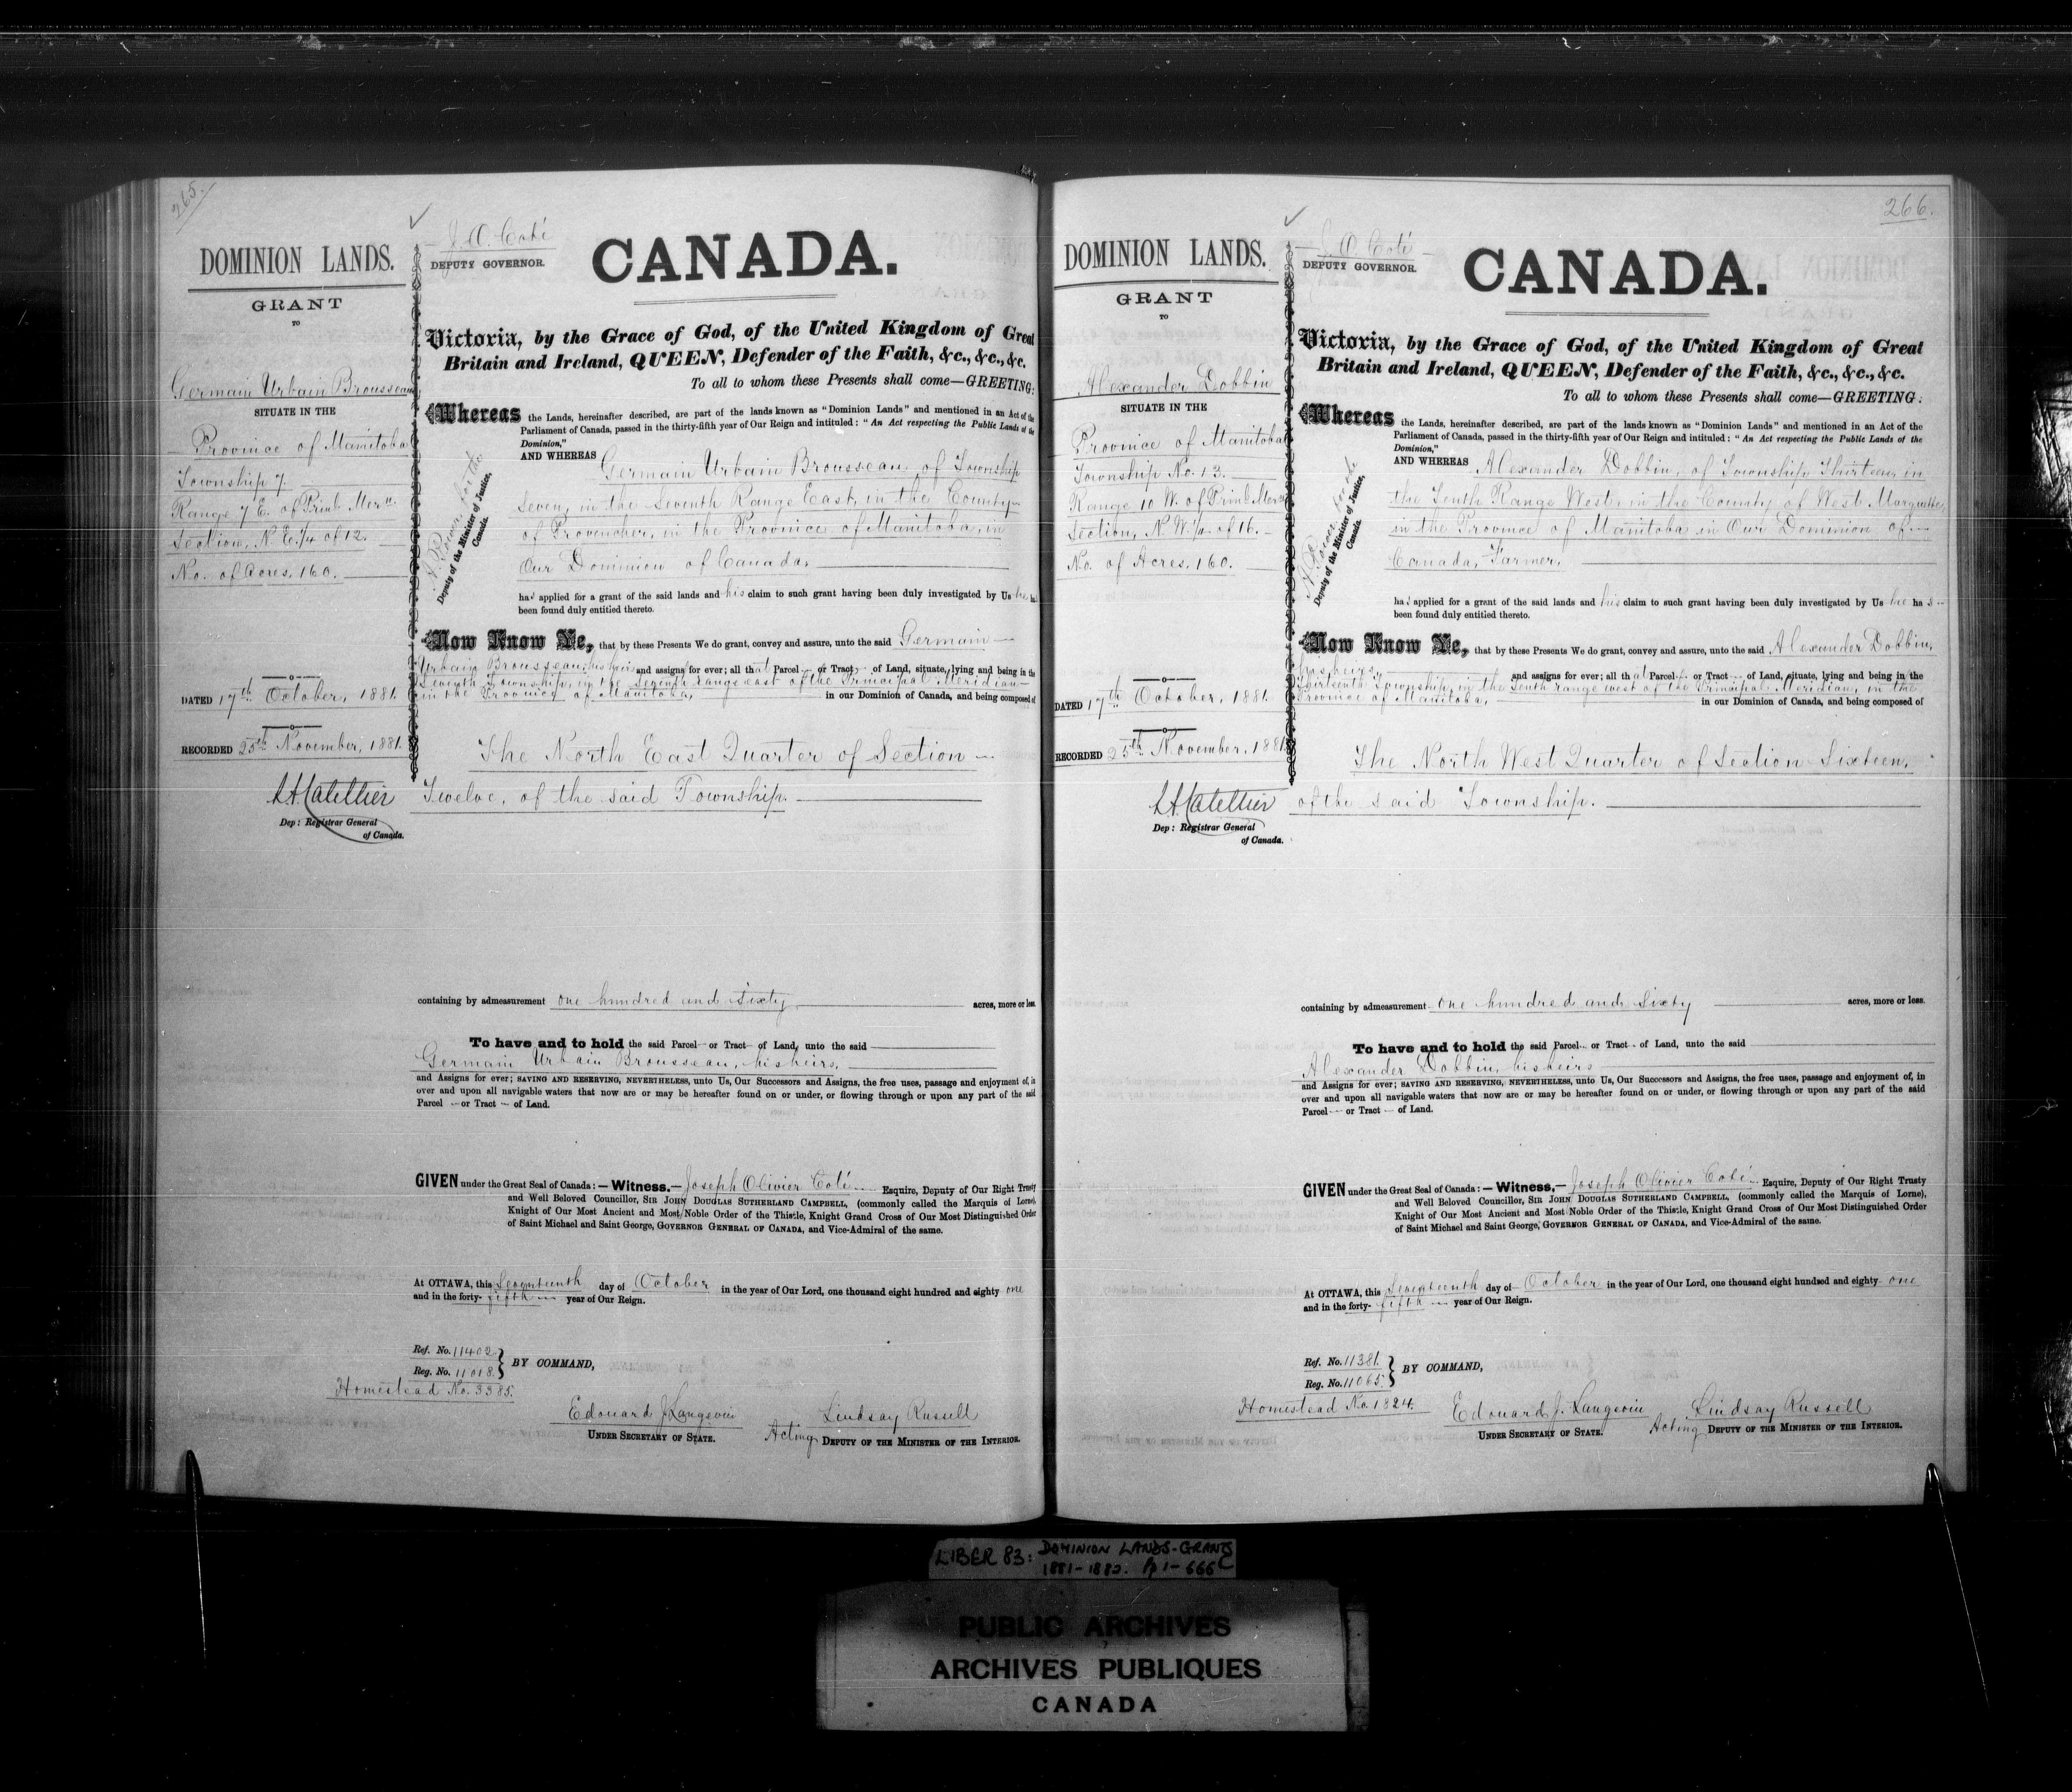 265.
DOMINION LANDS.
GRANT
TO
Germain Urbain Brousseau
SITUATE IN THE
Province of Manitoba
Township 7.
Range 7 E. of Prinl. Mern.
Section, N. E. 1/4 of 12.
No. of Acres, 160.
DATED 17th October, 1881.
RECORDED 25th November, 1881.
L.A. Catellier
Dep: Registrar General
of Canada.
J. O. Coté
DEPUTY GOVERNOR.
CANADA.
Victoria, by the Grace of God, of the United Kingdom of Great
Britain and Ireland, QUEEN, Defender of the Faith, &c., &c., &c.
To all to whom these Presents shall come—GREETING:
Whereas the Lands, hereinafter described, are part of the lands known as "Dominion Lands" and mentioned in an Act of the
Parliament of Canada, passed in the thirty-fifth year of Our Reign and intituled: "An Act respecting the Public Lands of the
Dominion,"
AND WHEREAS Germain Urbain Brousseau of Township
Seven, in the Seventh Range East, in the County
of Provencher, in the Province of Manitoba, in
Our Dominion of Canada,
A. Power for the
Deputy of the Minister of Justice,
Canada.
has applied for a grant of the said lands and his claim to such grant having been duly investigated by Us he has
been found duly entitled thereto.
Now Know Ye, that by these Presents We do grant, convey and assure, unto the said Germain
Urbain Brousseau, his heirs and assigns for ever; all that Parcel or Tract of Land, situate, lying and being in the
Seventh Township, in the Seventh range east of the Principal Meridian
in the Province of Manitoba, in our Dominion of Canada, and being composed of
The North East Quarter of Section
Twelve, of the said Township.
containing by admeasurement one hundred and sixty acres, more or less.
To have and to hold the said Parcel or Tract of Land, unto the said
Germain Urbain Brousseau, his heirs,
and Assigns for ever; SAVING AND RESERVING, NEVERTHELESS, unto Us, Our Successors and Assigns, the free uses, passage and enjoyment of, in
over and upon all navigable waters that now are or may be hereafter found on or under, or flowing through or upon any part of the said
Parcel or Tract of Land.
GIVEN under the Great Seal of Canada:—Witness.—Joseph Olivier Coté Esquire, Deputy of Our Right Trusty
and Well Beloved Councillor, SIR JOHN DOUGLAS SUTHERLAND CAMPBELL, (commonly called the Marquis of Lorne),
Knight of Our Most Ancient and Most Noble Order of the Thistle, Knight Grand Cross of Our Most Distinguished Order
of Saint Michael and Saint George, GOVERNOR GENERAL OF CANADA, and Vice-Admiral of the same.
At OTTAWA, this Seventeenth day of October in the year of Our Lord, one thousand eight hundred and eighty one
and in the forty-fifth year of Our Reign.
Ref. No. 11402
Reg. No. 11018. } BY COMMAND,
Homestead No. 3385.
Edouard J. Langevin
UNDER SECRETARY OF STATE.
Lindsay Russell
Acting DEPUTY OF THE MINISTER OF THE INTERIOR.
266.
DOMINION LANDS.
GRANT
TO
Alexander Dobbin
SITUATE IN THE
Province of Manitoba
Township No. 13.
Range 10 W. of Prinl. Mern.
Section, N. W. 1/4 of 16.
No. of Acres, 160.
DATED 17th October, 1881.
RECORDED 25th November, 1881.
L.A. Catellier
Dep: Registrar General
of Canada.
J. O. Coté
DEPUTY GOVERNOR.
CANADA.
Victoria, by the Grace of God, of the United Kingdom of Great
Britain and Ireland, QUEEN, Defender of the Faith, &c., &c., &c.
To all to whom these Presents shall come—GREETING:
Whereas the Lands, hereinafter described, are part of the lands known as "Dominion Lands" and mentioned in an Act of the
Parliament of Canada, passed in the thirty-fifth year of Our Reign and intituled: "An Act respecting the Public Lands of the
Dominion,"
AND WHEREAS Alexander Dobbin, of Township Thirteen, in
the Tenth Range West, in the County of West Marquette,
in the Province of Manitoba in Our Dominion of
Canada, Farmer,
A. Power for the
Deputy of the Minister of Justice,
Canada.
has applied for a grant of the said lands and his claim to such grant having been duly investigated by Us he has
been found duly entitled thereto.
Now Know Ye, that by these Presents We do grant, convey and assure, unto the said Alexander Dobbin,
his heirs, and assigns for ever; all that Parcel or Tract of Land, situate, lying and being in the
Thirteenth Township, in the Tenth range west of the Principal Meridian, in the
Province of Manitoba, in our Dominion of Canada, and being composed of
The North West Quarter of Section Sixteen,
of the said Township.
containing by admeasurement one hundred and sixty acres, more or less.
To have and to hold the said Parcel or Tract of Land, unto the said
Alexander Dobbin, his heirs
and Assigns for ever; SAVING AND RESERVING, NEVERTHELESS, unto Us, Our Successors and Assigns, the free uses, passage and enjoyment of, in
over and upon all navigable waters that now are or may be hereafter found on or under, or flowing through or upon any part of the said
Parcel or Tract of Land.
GIVEN under the Great Seal of Canada:—Witness.—Joseph Olivier Coté Esquire, Deputy of Our Right Trusty
and Well Beloved Councillor, SIR JOHN DOUGLAS SUTHERLAND CAMPBELL, (commonly called the Marquis of Lorne),
Knight of Our Most Ancient and Most Noble Order of the Thistle, Knight Grand Cross of Our Most Distinguished Order
of Saint Michael and Saint George, GOVERNOR GENERAL OF CANADA, and Vice-Admiral of the same.
At OTTAWA, this Seventeenth day of October in the year of Our Lord, one thousand eight hundred and eighty one
and in the forty-fifth year of Our Reign.
Ref. No. 11381.
Reg. No. 11065. } BY COMMAND,
Homestead No. 1824.
Edouard J. Langevin
UNDER SECRETARY OF STATE.
Lindsay Russell
Acting DEPUTY OF THE MINISTER OF THE INTERIOR.
LIBER 83: DOMINION LANDS-GRANTS
1881-1882. Pp 1-666
PUBLIC ARCHIVES
ARCHIVES PUBLIQUES
CANADA